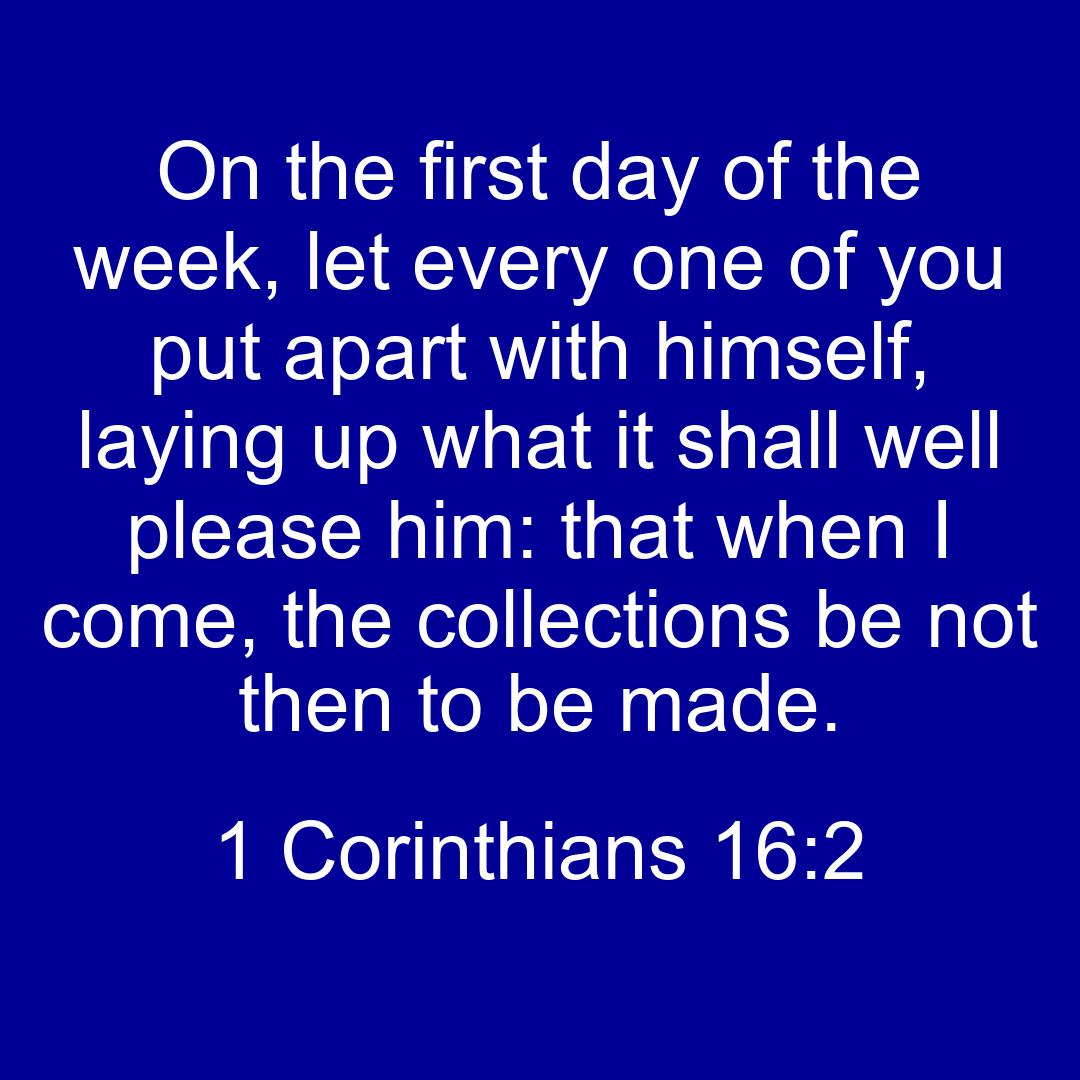 On the first day of the
week, let every one of you
put apart with himself,
laying up what it shall well
please him: that when I
come, the collections be not
then to be made.
1 Corinthians 16:2